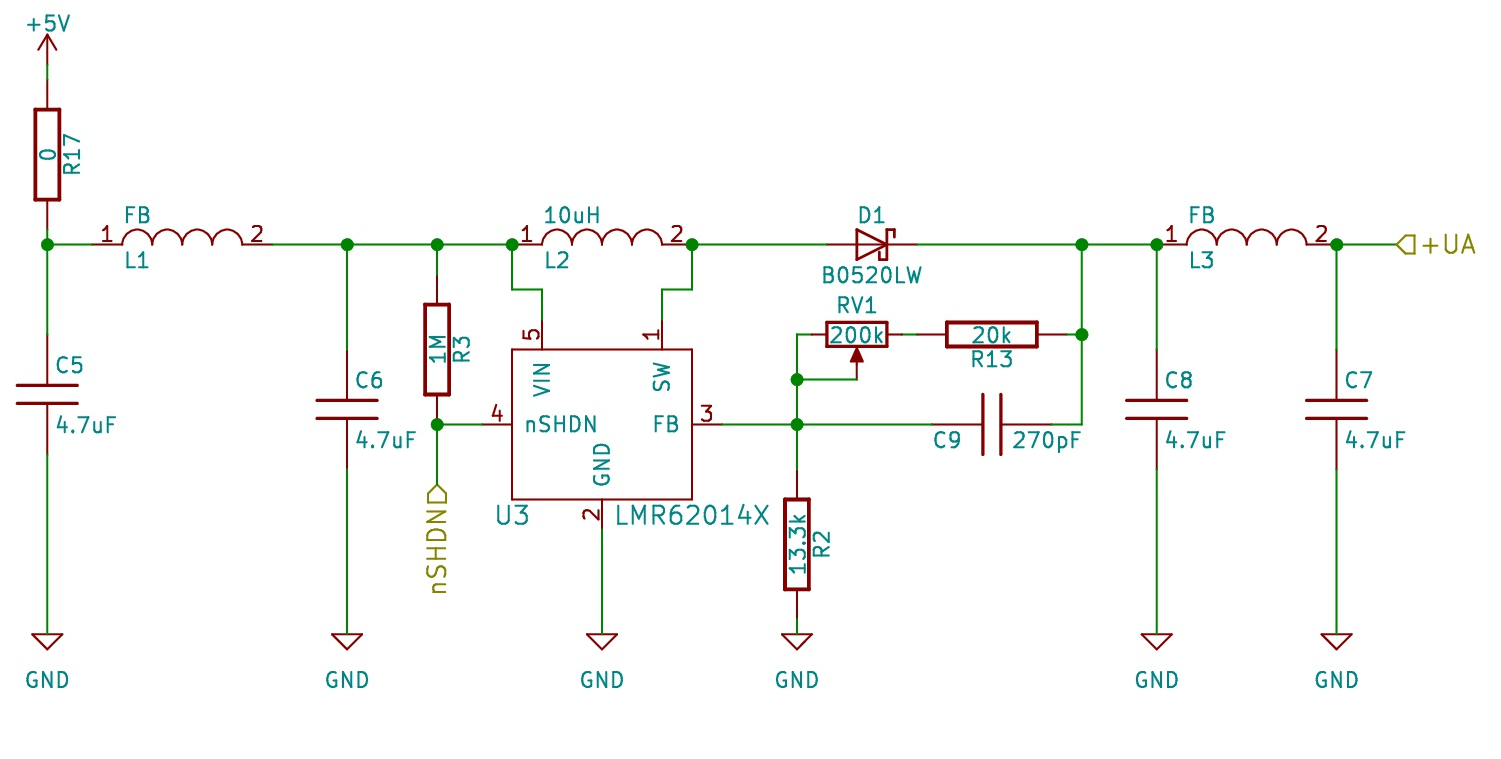 +5V
0
R17
FB
1
2
L1
10uH
1
2
L2
D1
B0520LW
FB
1
2
L3
+UA
RV1
200k
20k
R13
1M
R3
5
1
VIN
SW
C5
4.7uF
C6
4.7uF
4
nSHDN
FB
3
GND
2
C9
270pF
C8
4.7uF
C7
4.7uF
nSHDN
U3
LMR62014X
13.3k
R2
GND
GND
GND
GND
GND
GND